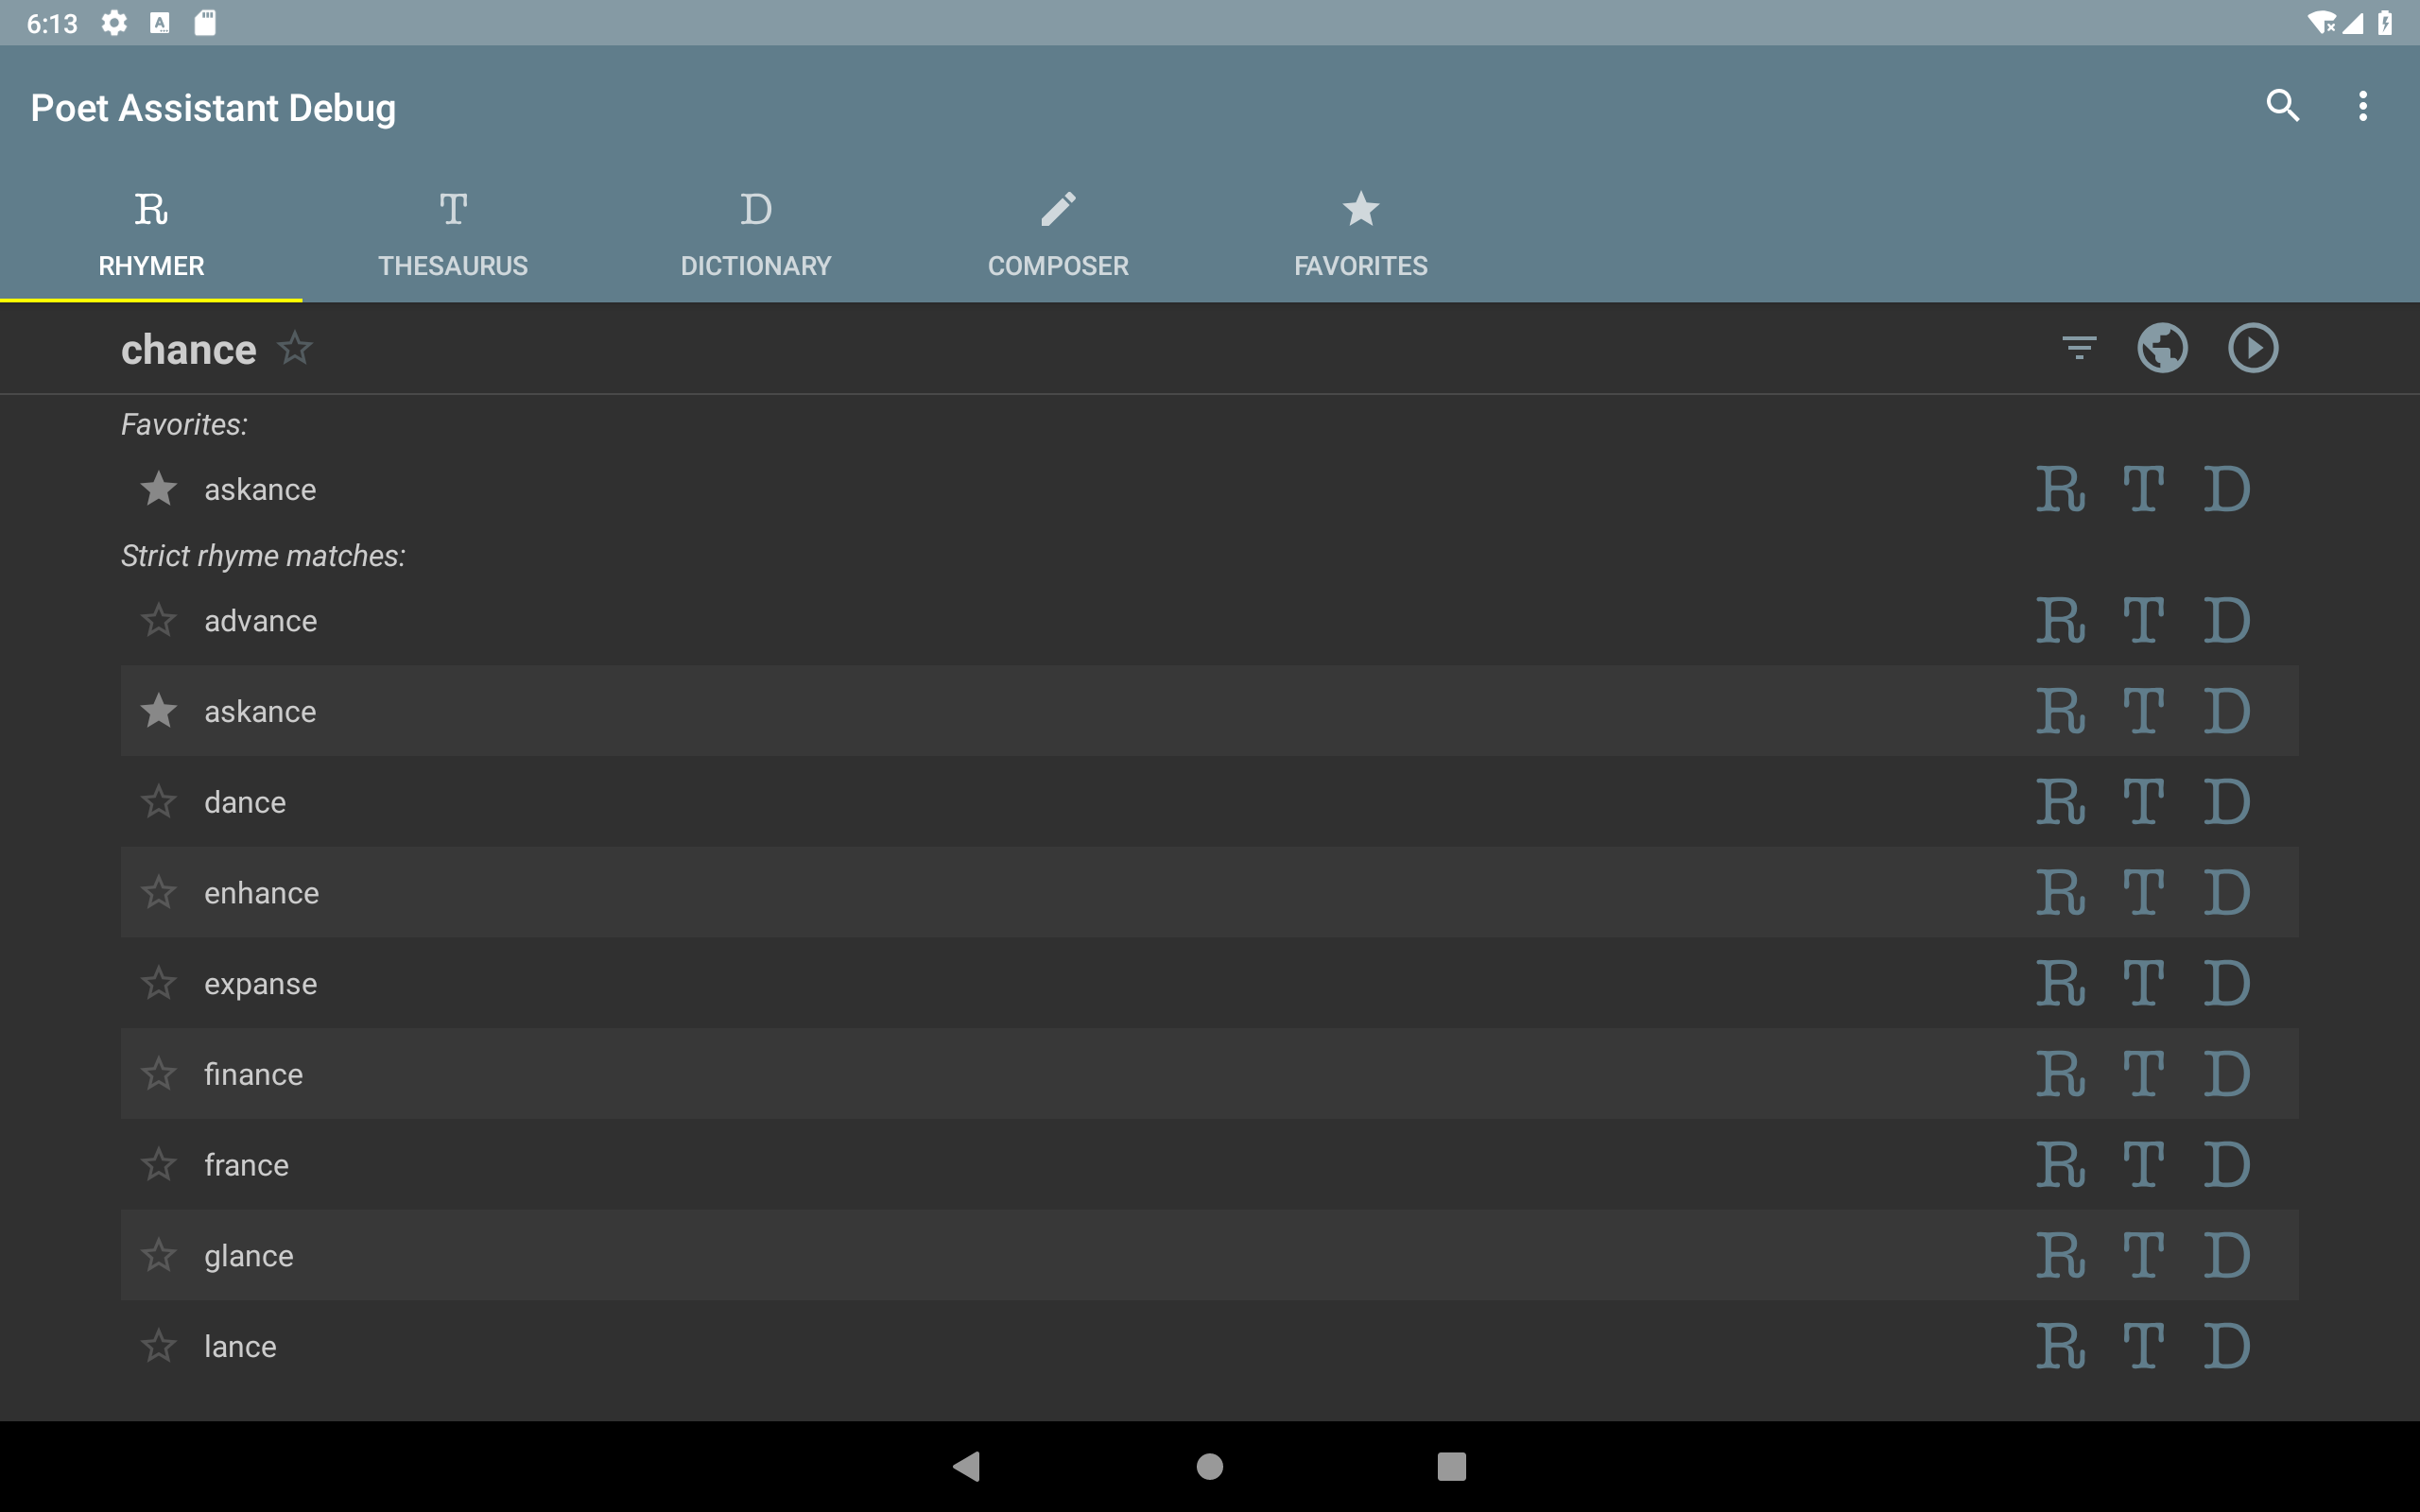 6:13
Poet Assistant Debug
R T D
RHYMER THESAURUS DICTIONARY COMPOSER FAVORITES
chance
Favorites:
askance R T D
Strict rhyme matches:
advance R T D
askance R T D
dance R T D
enhance R T D
expanse R T D
finance R T D
france R T D
glance R T D
lance R T D